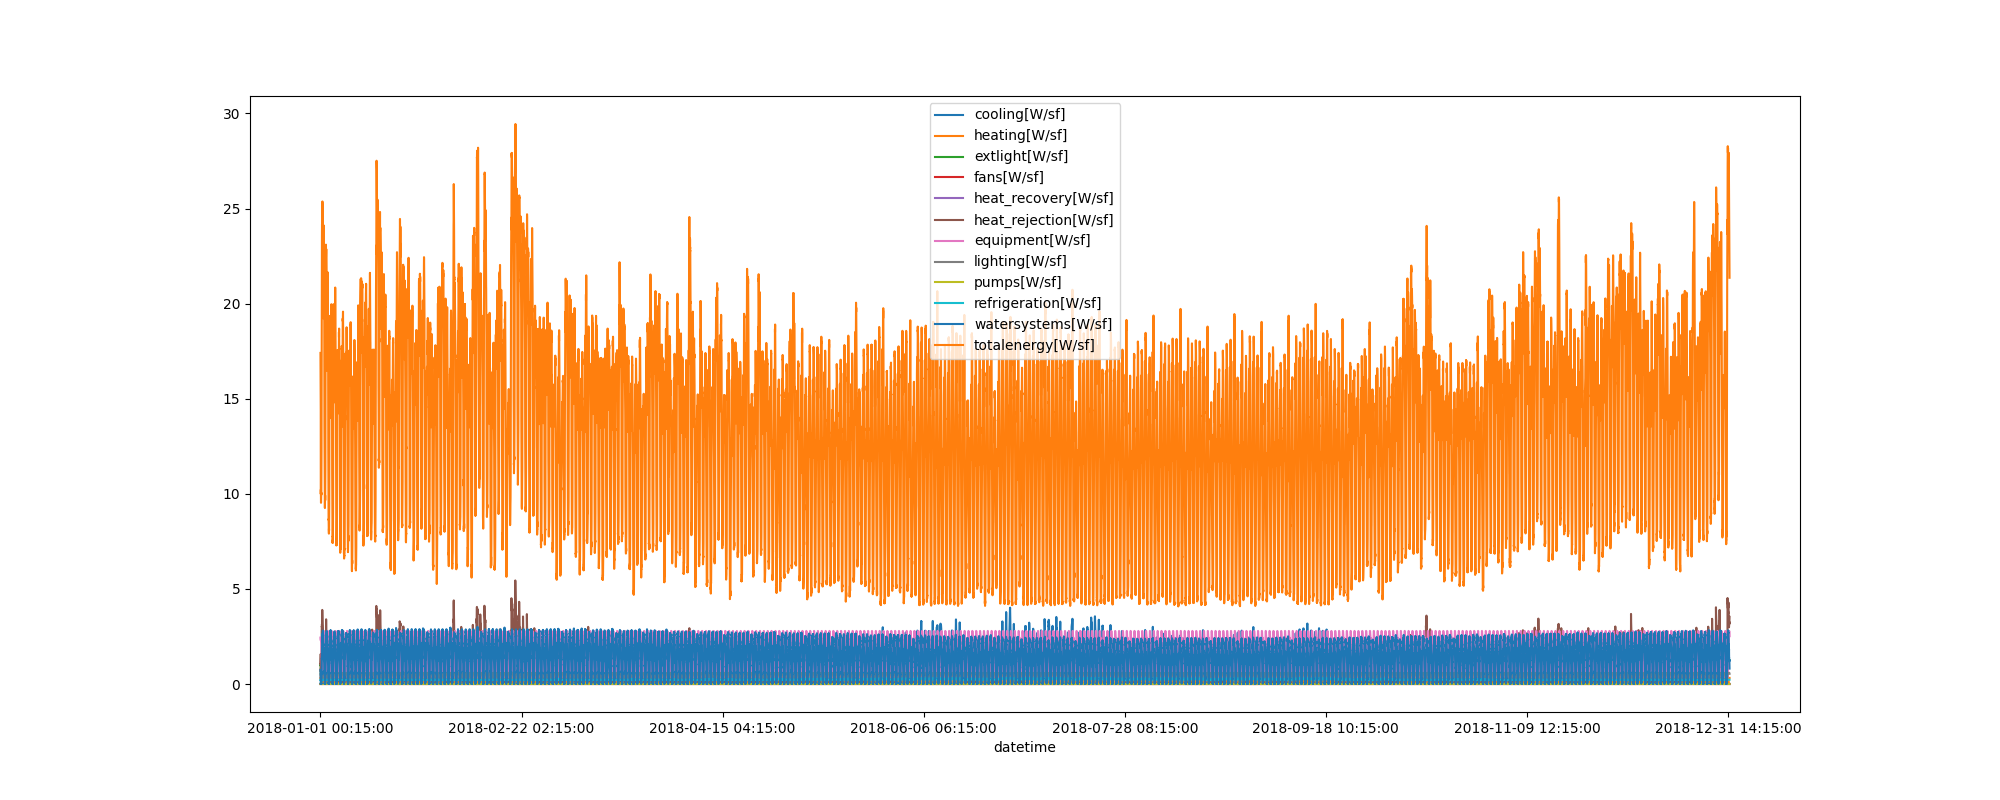 30
25
20
15
10
5
0
cooling[W/sf]
heating[W/sf]
extlight[W/sf]
fans[W/sf]
heat_recovery[W/sf]
heat_rejection[W/sf]
equipment[W/sf]
lighting[W/sf]
pumps[W/sf]
refrigeration[W/sf]
watersystems[W/sf]
totalenergy[W/sf]
2018-01-01 00:15:00
2018-02-22 02:15:00
2018-04-15 04:15:00
2018-06-06 06:15:00
2018-07-28 08:15:00
2018-09-18 10:15:00
2018-11-09 12:15:00
2018-12-31 14:15:00
datetime